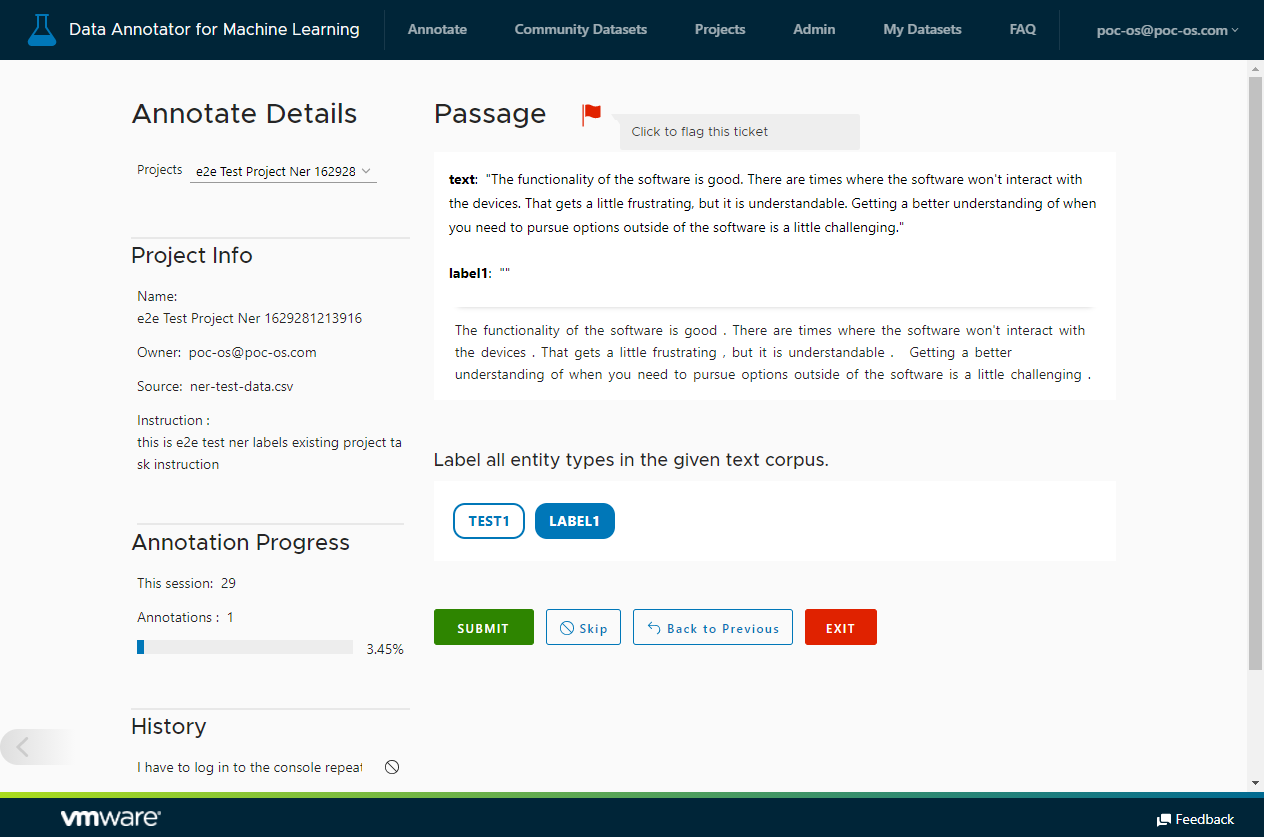 Data Annotator for Machine Learning
Annotate
Community Datasets
Projects
Admin
My Datasets
FAQ
poc-os@poc-os.com
Annotate Details
Projects e2e Test Project Ner 162928
Project Info
Name:
e2e Test Project Ner 1629281213916
Owner: poc-os@poc-os.com
Source: ner-test-data.csv
Instruction :
this is e2e test ner labels existing project ta
sk instruction
Annotation Progress
This session: 29
Annotations : 1
3.45%
History
I have to log in to the console repeat
Passage
Click to flag this ticket
text: "The functionality of the software is good. There are times where the software won't interact with
the devices. That gets a little frustrating, but it is understandable. Getting a better understanding of when
you need to pursue options outside of the software is a little challenging."
label1: ""
The functionality of the software is good . There are times where the software won't interact with
the devices . That gets a little frustrating , but it is understandable . Getting a better
understanding of when you need to pursue options outside of the software is a little challenging .
Label all entity types in the given text corpus.
TEST1
LABEL1
SUBMIT
Skip
Back to Previous
EXIT
vmware
Feedback